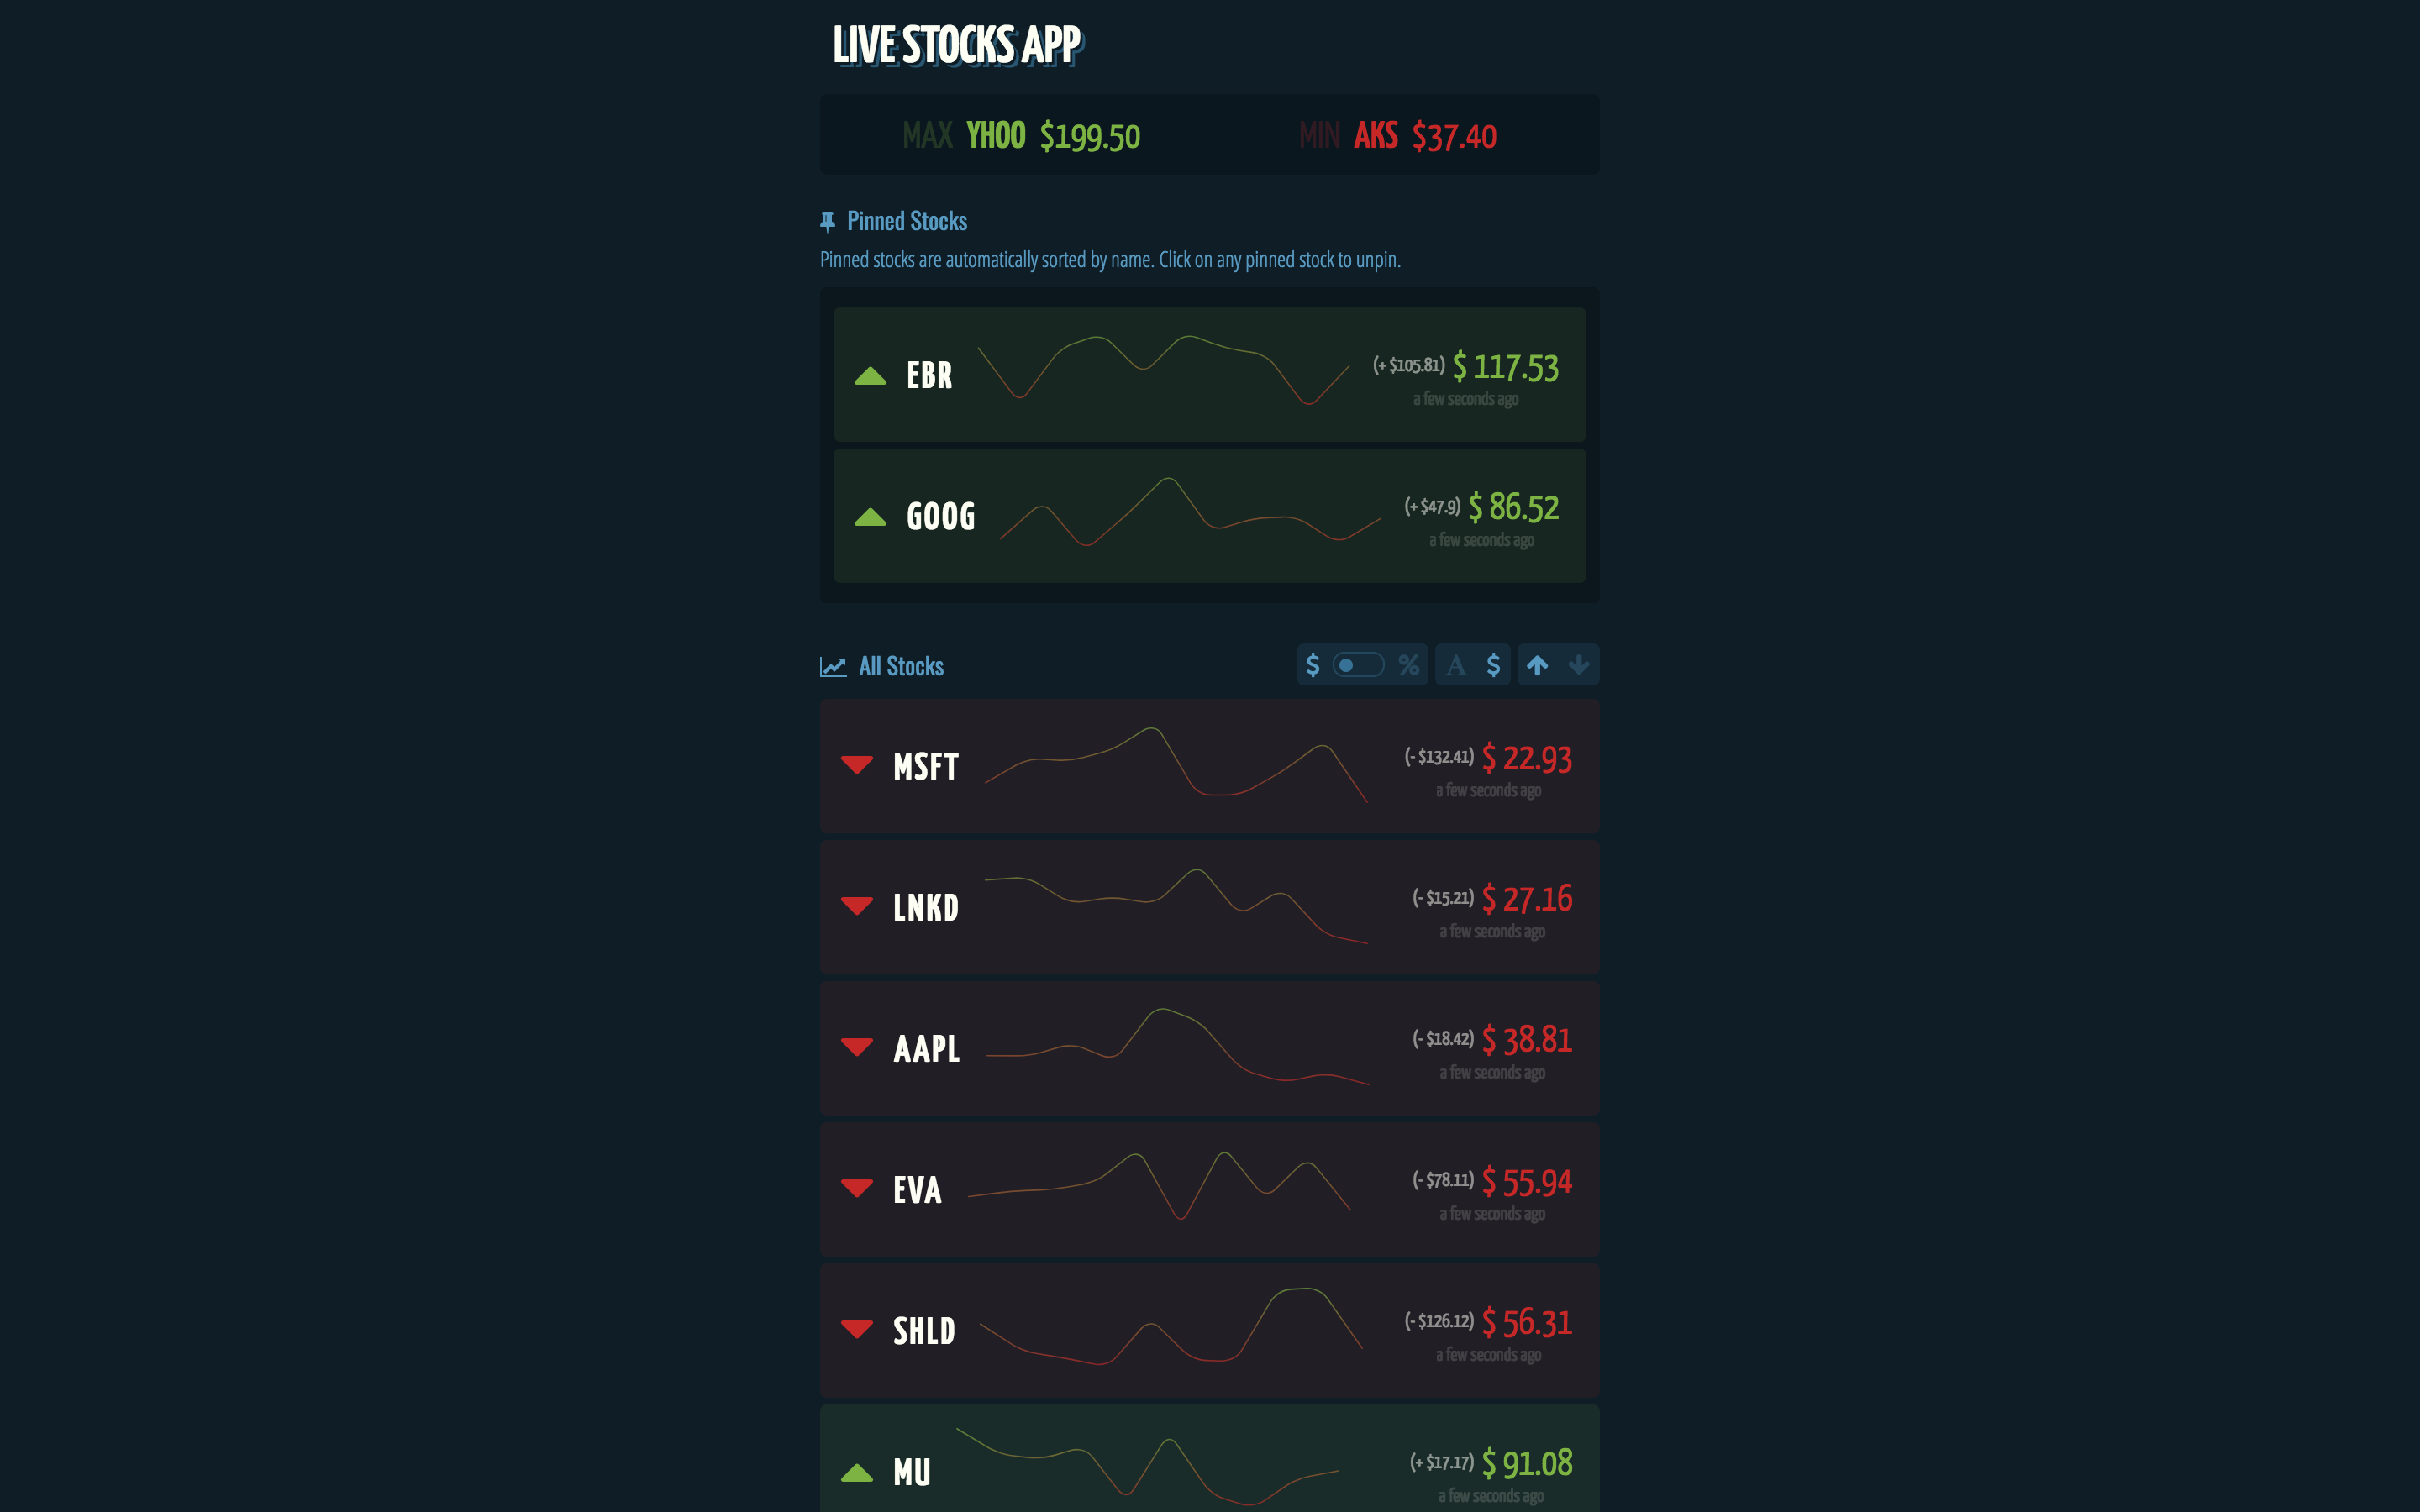 LIVE STOCKS APP
MAX YHOO $199.50 MIN AKS $37.40
Pinned Stocks
Pinned stocks are automatically sorted by name. Click on any pinned stock to unpin.
EBR (+ $105.81) $ 117.53
a few seconds ago
GOOG (+ $47.9) $ 86.52
a few seconds ago
All Stocks $ % A $
MSFT (- $132.41) $ 22.93
a few seconds ago
LNKD (- $15.21) $ 27.16
a few seconds ago
AAPL (- $18.42) $ 38.81
a few seconds ago
EVA (- $78.11) $ 55.94
a few seconds ago
SHLD (- $126.12) $ 56.31
a few seconds ago
MU (+ $17.17) $ 91.08
a few seconds ago